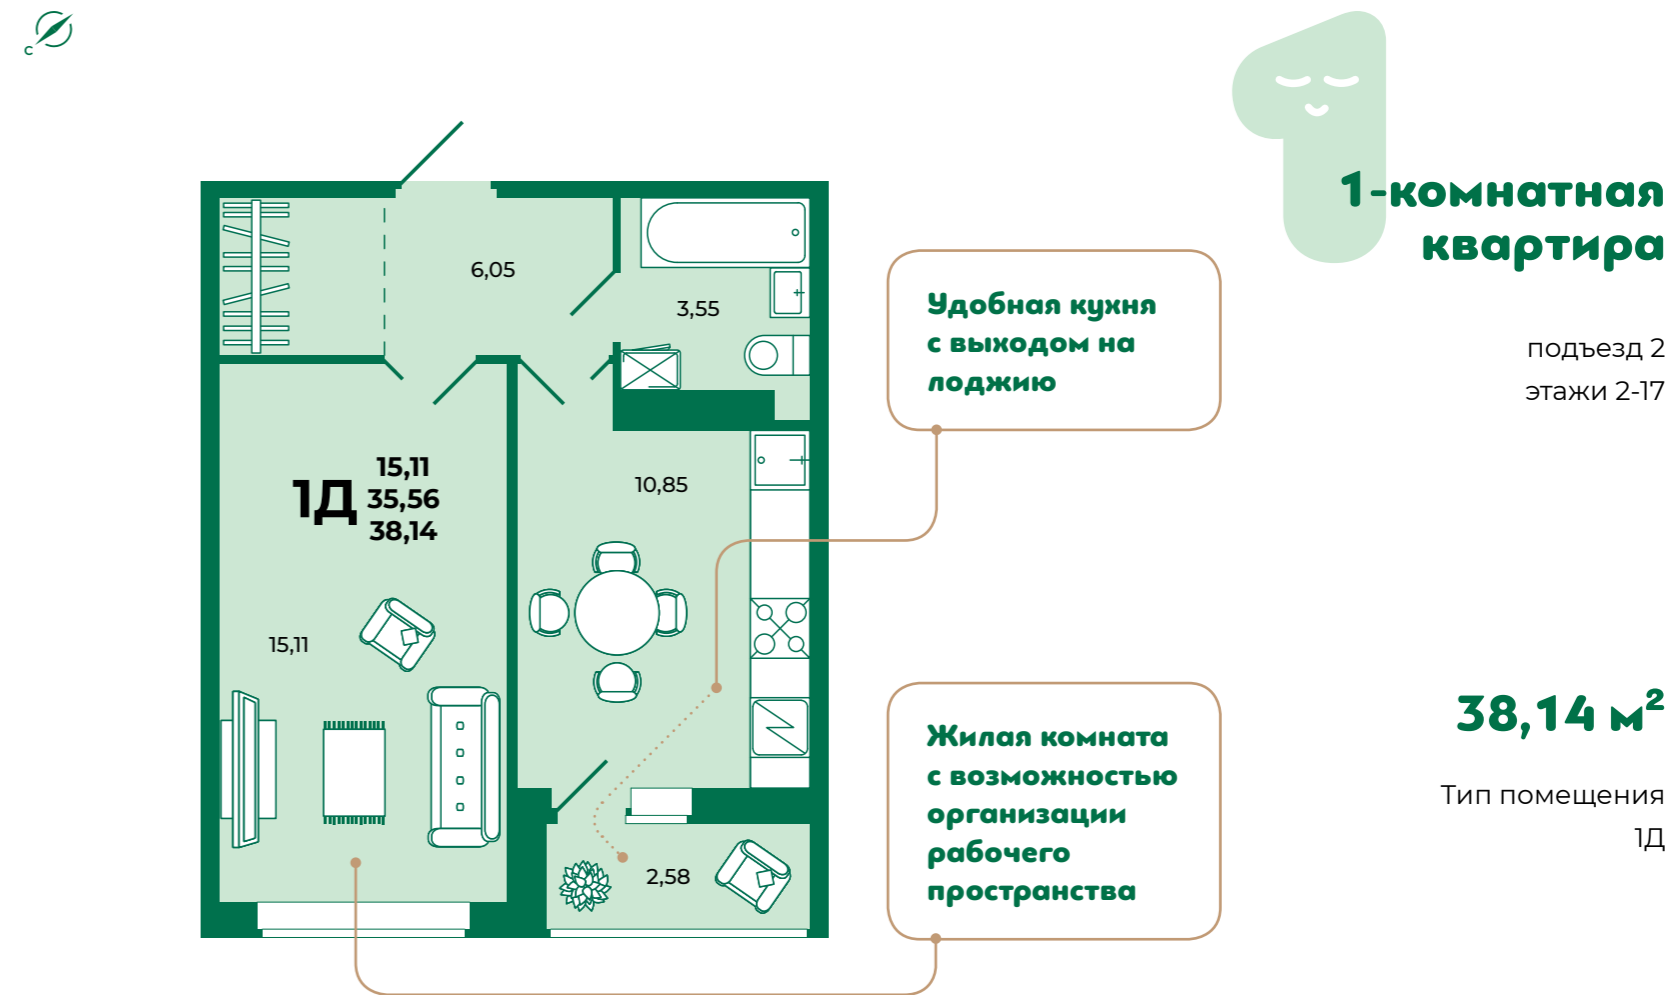 с
1-комнатная
квартира
подъезд 2
этажи 2-17
6,05
3,55
Удобная кухня
с выходом на
лоджию
1Д
15,11
35,56
38,14
10,85
15,11
2,58
Жилая комната
с возможностью
организации
рабочего
пространства
38,14 м²
Тип помещения
1Д